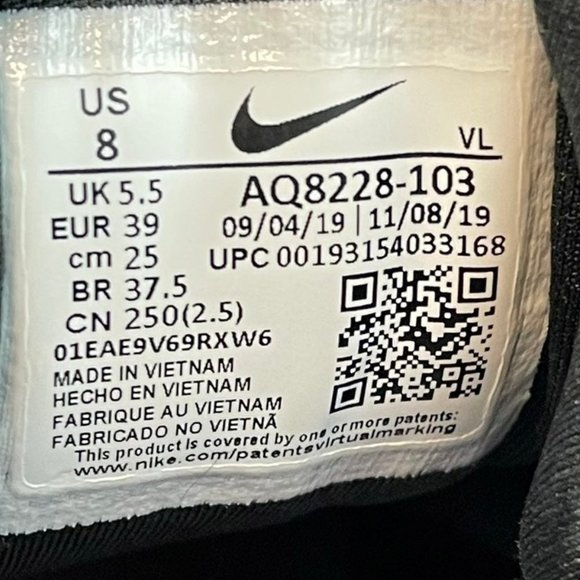 US
8
VL
UK 5.5
AQ8228-103
EUR 39
09/04/19 | 11/08/19
cm 25
UPC 00193154033168
BR 37.5
CN 250(2.5)
01EAE9V69RXW6
MADE IN VIETNAM
HECHO EN VIETNAM
FABRIQUE AU VIETNAM
FABRICADO NO VIETNÃ
This product is covered by one or more patents:
www.nike.com/patentsvirtualmarking